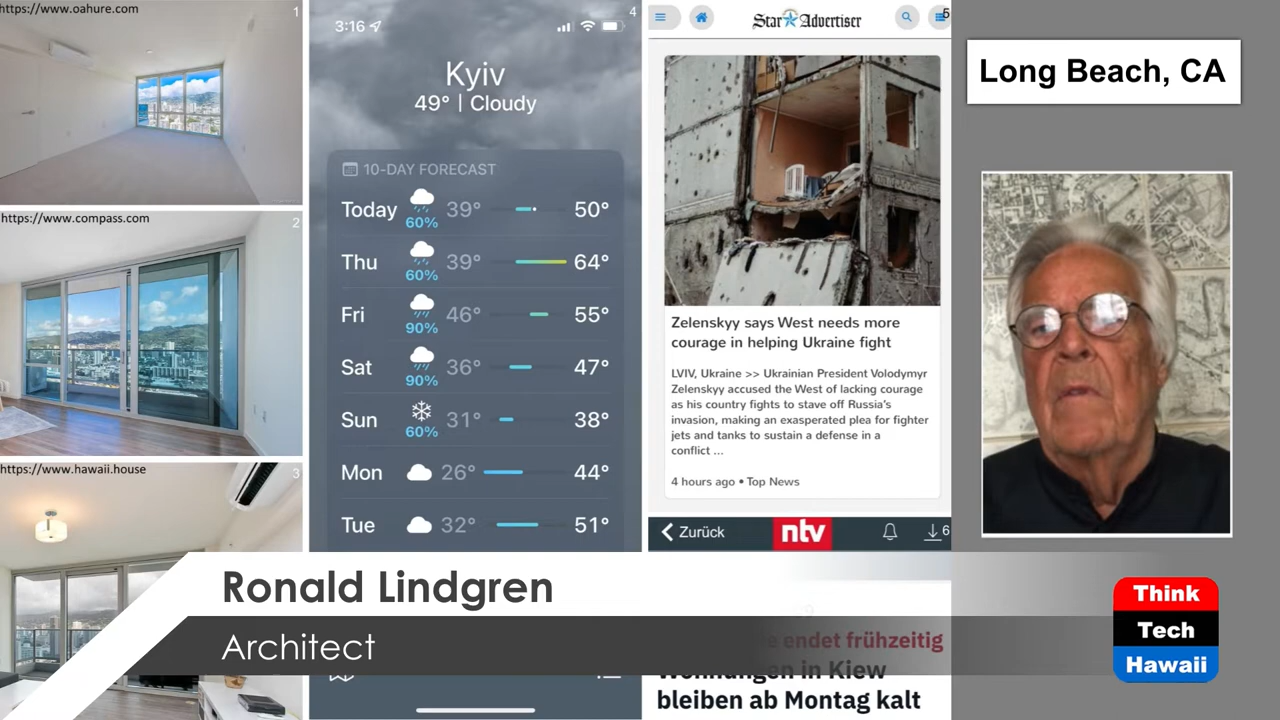 https://www.oahure.com
1
https://www.compass.com
2
https://www.hawaii.house
3
4
3:16
Kyiv
49° | Cloudy
10-DAY FORECAST
Today 60% 39° 50°
Thu 60% 39° 64°
Fri 90% 46° 55°
Sat 90% 36° 47°
Sun 60% 31° 38°
Mon 26° 44°
Tue 32° 51°
5
Star Advertiser
Zelenskyy says West needs more
courage in helping Ukraine fight
LVIV, Ukraine >> Ukrainian President Volodymyr
Zelenskyy accused the West of lacking courage
as his country fights to stave off Russia's
invasion, making an exasperated plea for fighter
jets and tanks to sustain a defense in a
conflict ...
4 hours ago • Top News
Zurück
ntv
6
endet frühzeitig
Wohnungen in Kiew
bleiben ab Montag kalt
Long Beach, CA
Ronald Lindgren
Architect
Think
Tech
Hawaii